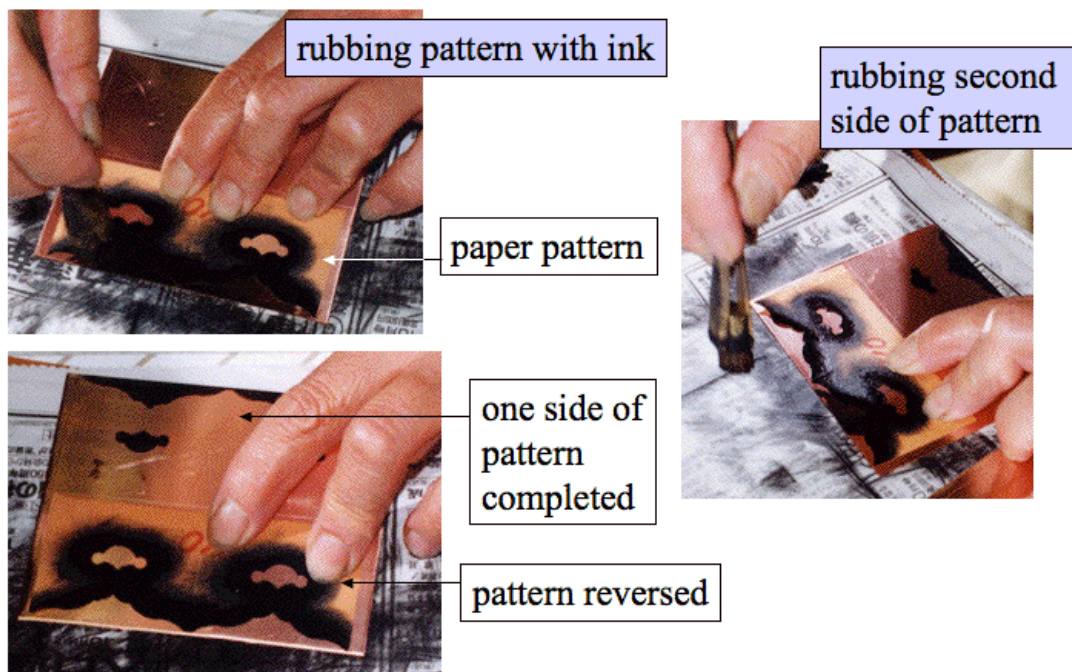 rubbing pattern with ink
rubbing second
side of pattern
paper pattern
one side of
pattern
completed
pattern reversed